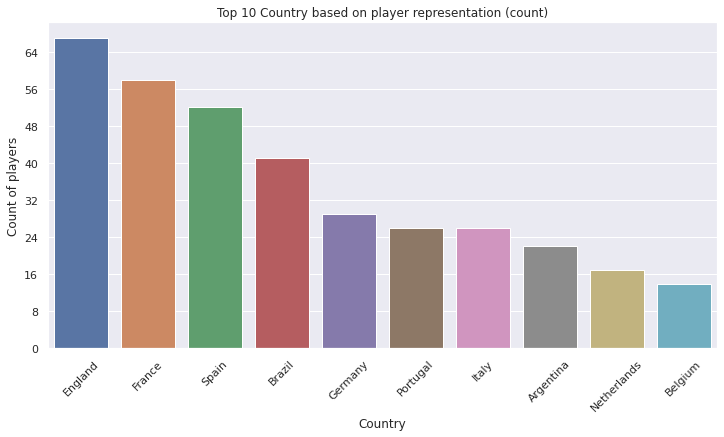 Top 10 Country based on player representation (count)
Count of players
64
56
48
40
32
24
16
8
0
England
France
Spain
Brazil
Germany
Portugal
Italy
Argentina
Netherlands
Belgium
Country